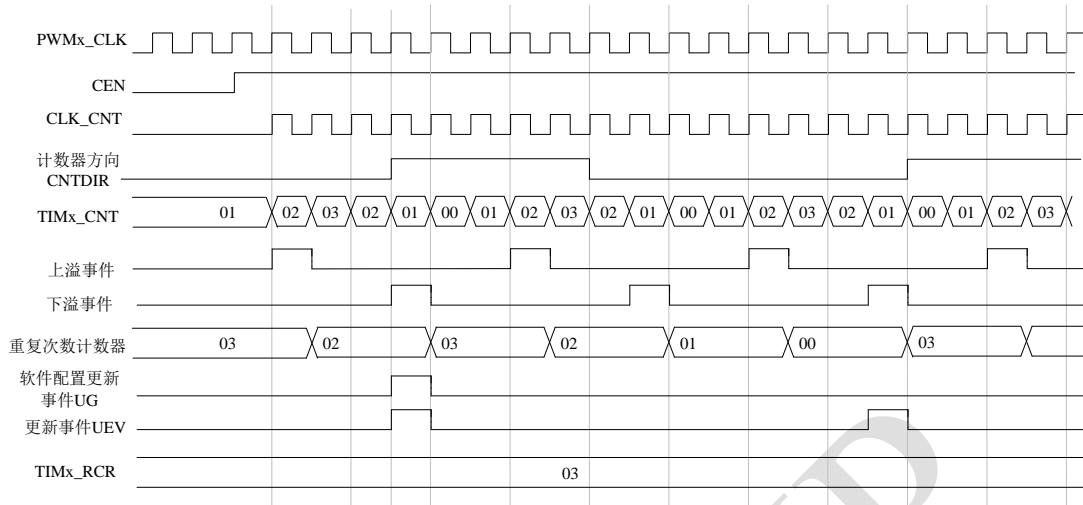 PWMx_CLK
CEN
CLK_CNT
计数器方向
CNTDIR
TIMx_CNT 01 02 03 02 01 00 01 02 03 02 01 00 01 02 03 02 01 00 01 02 03
上溢事件
下溢事件
重复次数计数器 03 02 03 02 01 00 03
软件配置更新
事件UG
更新事件UEV
TIMx_RCR 03